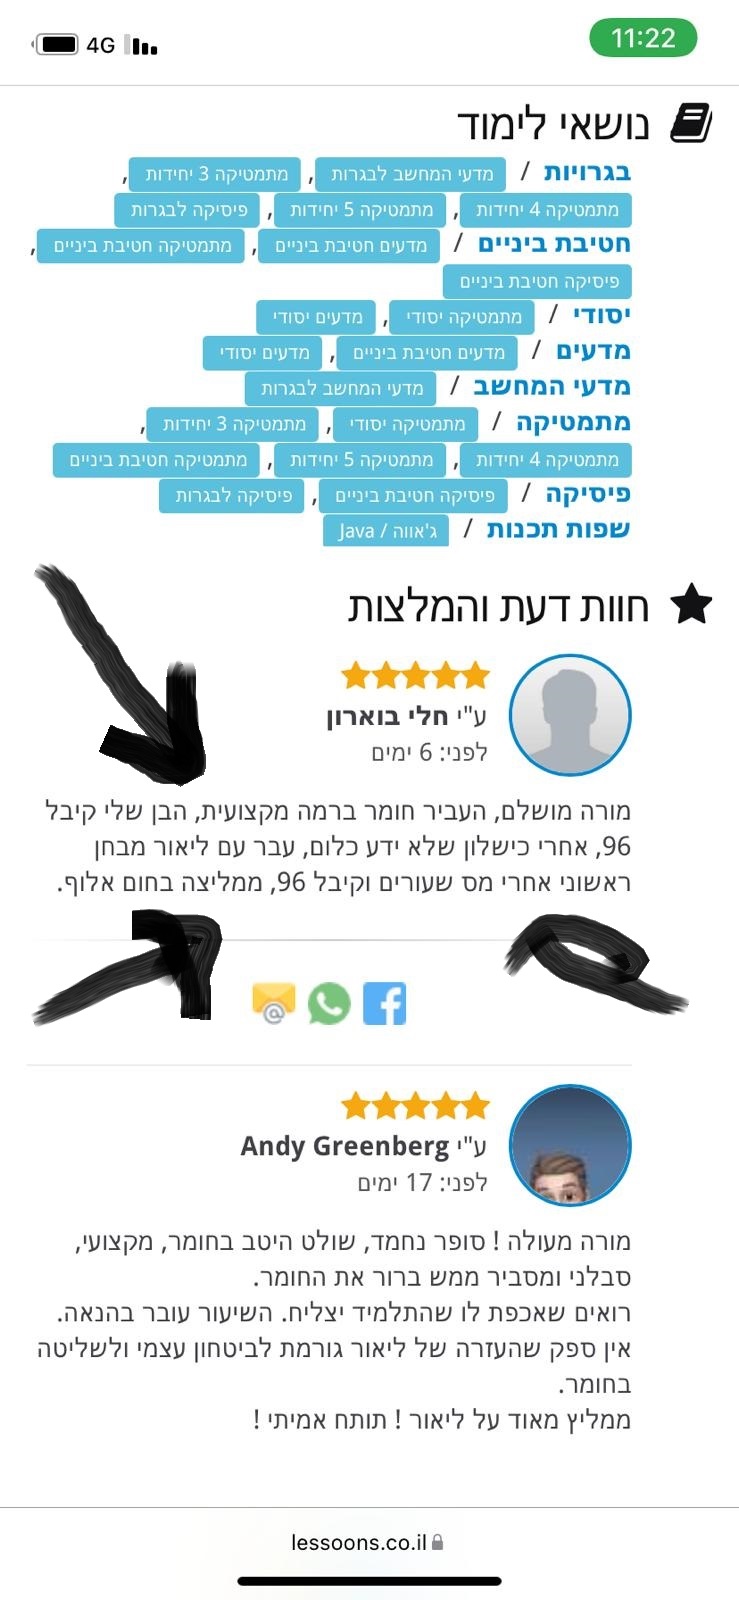 11:22
4G
נושאי לימוד
בגרויות / מדעי המחשב לבגרות , מתמטיקה 3 יחידות ,
מתמטיקה 4 יחידות , מתמטיקה 5 יחידות , פיסיקה לבגרות
חטיבת ביניים / מדעים חטיבת ביניים , מתמטיקה חטיבת ביניים ,
פיסיקה חטיבת ביניים
יסודי / מתמטיקה יסודי , מדעים יסודי
מדעים / מדעים חטיבת ביניים , מדעים יסודי
מדעי המחשב / מדעי המחשב לבגרות
מתמטיקה / מתמטיקה יסודי , מתמטיקה 3 יחידות ,
מתמטיקה 4 יחידות , מתמטיקה 5 יחידות , מתמטיקה חטיבת ביניים
פיסיקה / פיסיקה חטיבת ביניים , פיסיקה לבגרות
שפות תכנות / ג'אווה / Java
חוות דעת והמלצות
ע"י חלי בוארון
לפני: 6 ימים
מורה מושלם, העביר חומר ברמה מקצועית, הבן שלי קיבל
96, אחרי כישלון שלא ידע כלום, עבר עם ליאור מבחן
ראשוני אחרי מס שעורים וקיבל 96, ממליצה בחום אלוף.
ע"י Andy Greenberg
לפני: 17 ימים
מורה מעולה ! סופר נחמד, שולט היטב בחומר, מקצועי,
סבלני ומסביר ממש ברור את החומר.
רואים שאכפת לו שהתלמיד יצליח. השיעור עובר בהנאה.
אין ספק שהעזרה של ליאור גורמת לביטחון עצמי ולשליטה
בחומר.
ממליץ מאוד על ליאור ! תותח אמיתי !
lessoons.co.il